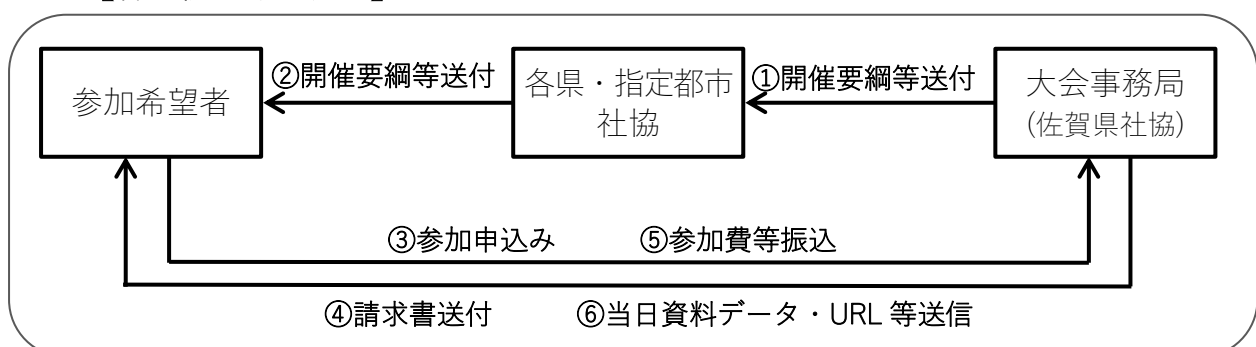 参加希望者
②開催要綱等送付
各県・指定都市
社協
①開催要綱等送付
大会事務局
(佐賀県社協)
③参加申込み ⑤参加費等振込
④請求書送付 ⑥当日資料データ・URL 等送信